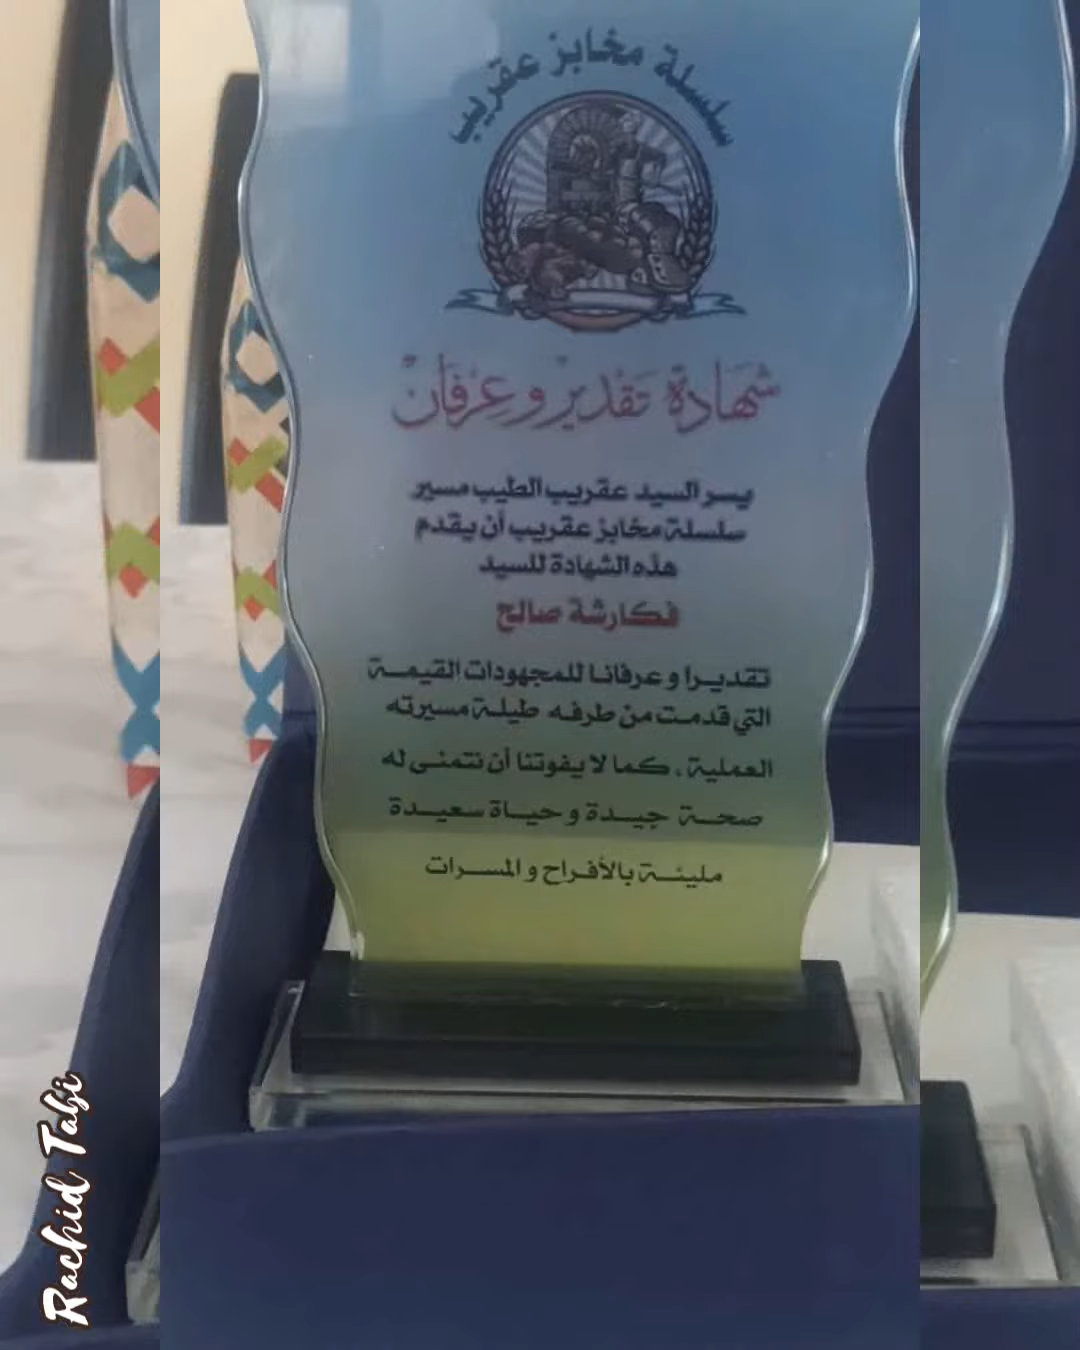 سلسلة مخابز عقريب
شهادة تقدير و عرفان
يسر السيد عقريب الطيب مسير
سلسلة مخابز عقريب أن يقدم
هذه الشهادة للسيد
فكارشة صالح
تقديرا و عرفانا للمجهودات القيمة
التي قدمت من طرفه طيلة مسيرته
العملية ، كما لا يفوتنا أن نتمنى له
صحة جيدة و حياة سعيدة
مليئة بالأفراح و المسرات
Rachid Tabi